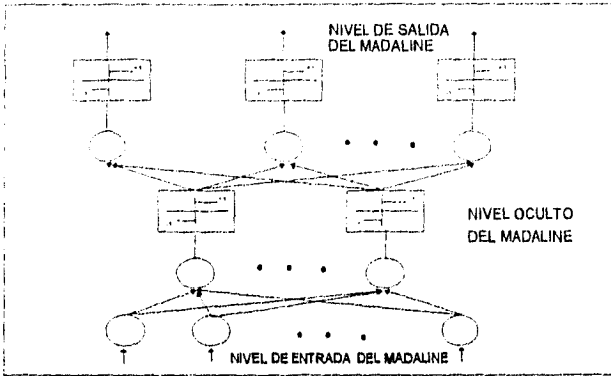 NIVEL DE SALIDA
DEL MADALINE
NIVEL OCULTO
DEL MADALINE
NIVEL DE ENTRADA DEL MADALINE